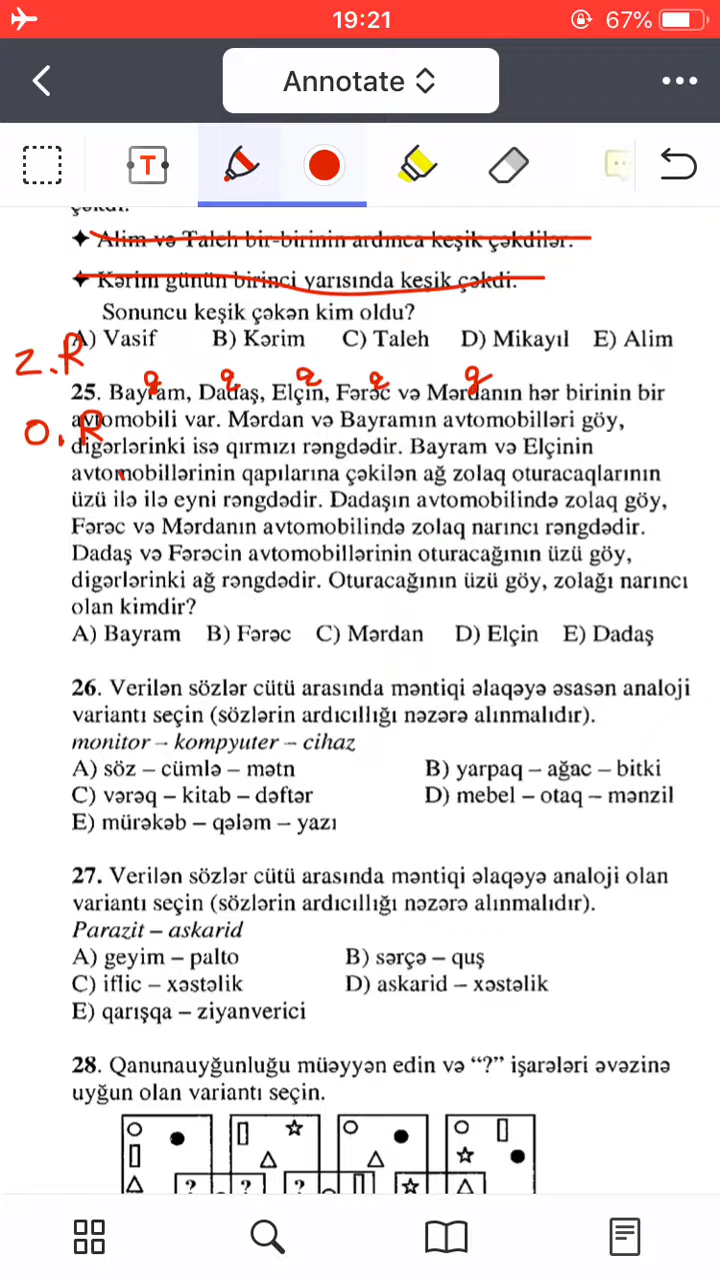 19:21
67%
Annotate
T
Alim və Taleh bir-birinin ardınca keşik çəkdilər.
Kərim günün birinci yarısında keşik çəkdi.
Sonuncu keşik çəkən kim oldu?
A) Vasif B) Kərim C) Taleh D) Mikayıl E) Alim
2.R
q q q q q
25. Bayram, Dadaş, Elçin, Fərəc və Mərdanın hər birinin bir
0.R
avtomobili var. Mərdan və Bayramın avtomobilləri göy,
digərlərinki isə qırmızı rəngdədir. Bayram və Elçinin
avtomobillərinin qapılarına çəkilən ağ zolaq oturacaqlarının
üzü ilə ilə eyni rəngdədir. Dadaşın avtomobilində zolaq göy,
Fərəc və Mərdanın avtomobilində zolaq narıncı rəngdədir.
Dadaş və Fərəcin avtomobillərinin oturacağının üzü göy,
digərlərinki ağ rəngdədir. Oturacağının üzü göy, zolağı narıncı
olan kimdir?
A) Bayram B) Fərəc C) Mərdan D) Elçin E) Dadaş
26. Verilən sözlər cütü arasında məntiqi əlaqəyə əsasən analoji
variantı seçin (sözlərin ardıcıllığı nəzərə alınmalıdır).
monitor – kompyuter – cihaz
A) söz – cümlə – mətn B) yarpaq – ağac – bitki
C) vərəq – kitab – dəftər D) mebel – otaq – mənzil
E) mürəkəb – qələm – yazı
27. Verilən sözlər cütü arasında məntiqi əlaqəyə analoji olan
variantı seçin (sözlərin ardıcıllığı nəzərə alınmalıdır).
Parazit – askarid
A) geyim – palto B) sərçə – quş
C) iflic – xəstəlik D) askarid – xəstəlik
E) qarışqa – ziyanverici
28. Qanunauyğunluğu müəyyən edin və “?” işarələri əvəzinə
uyğun olan variantı seçin.
? ? ?